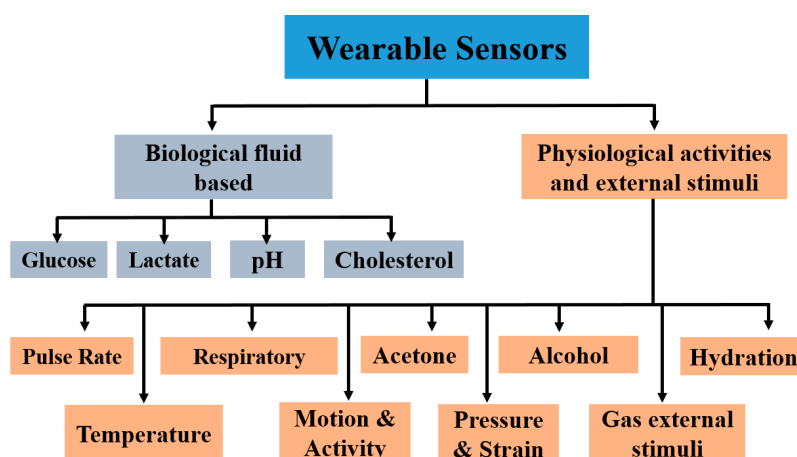 Wearable Sensors
Biological fluid
based
Physiological activities
and external stimuli
Glucose
Lactate
pH
Cholesterol
Pulse Rate
Respiratory
Acetone
Alcohol
Hydration
Temperature
Motion &
Activity
Pressure
& Strain
Gas external
stimuli